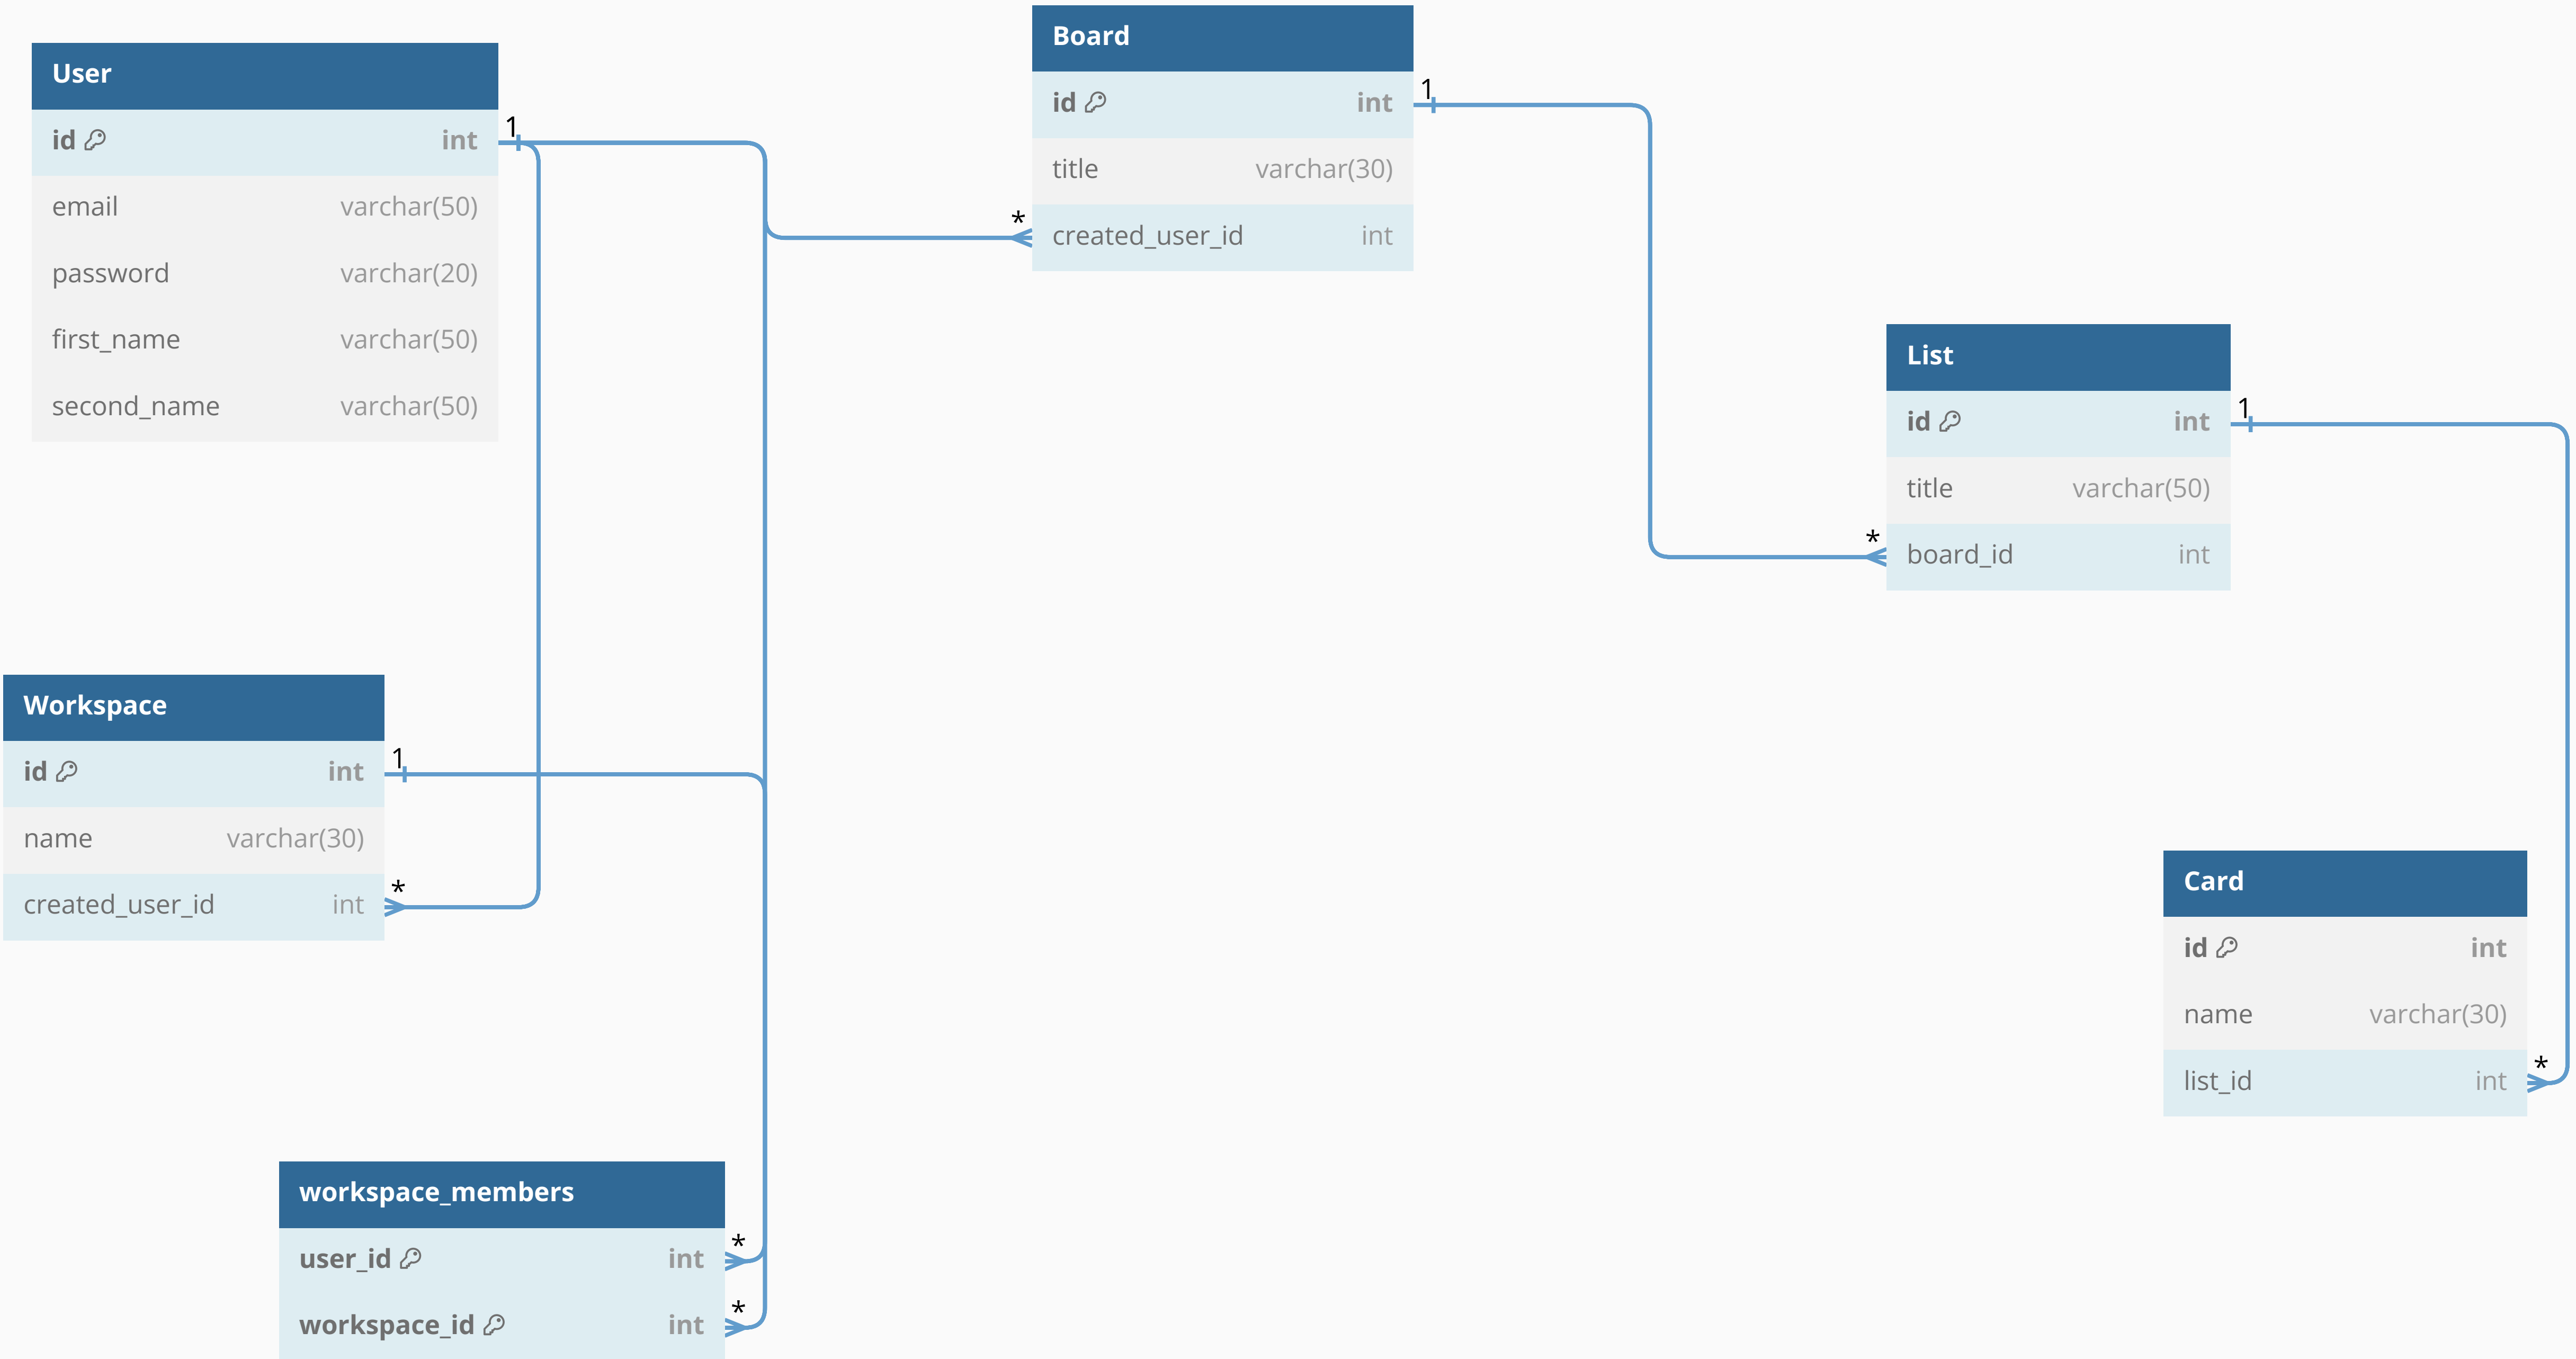 User
id int
email varchar(50)
password varchar(20)
first_name varchar(50)
second_name varchar(50)
1
Board
id int
title varchar(30)
created_user_id int
1
*
List
id int
title varchar(50)
board_id int
1
*
Workspace
id int
name varchar(30)
created_user_id int
1
*
Card
id int
name varchar(30)
list_id int
*
workspace_members
user_id int
workspace_id int
*
*